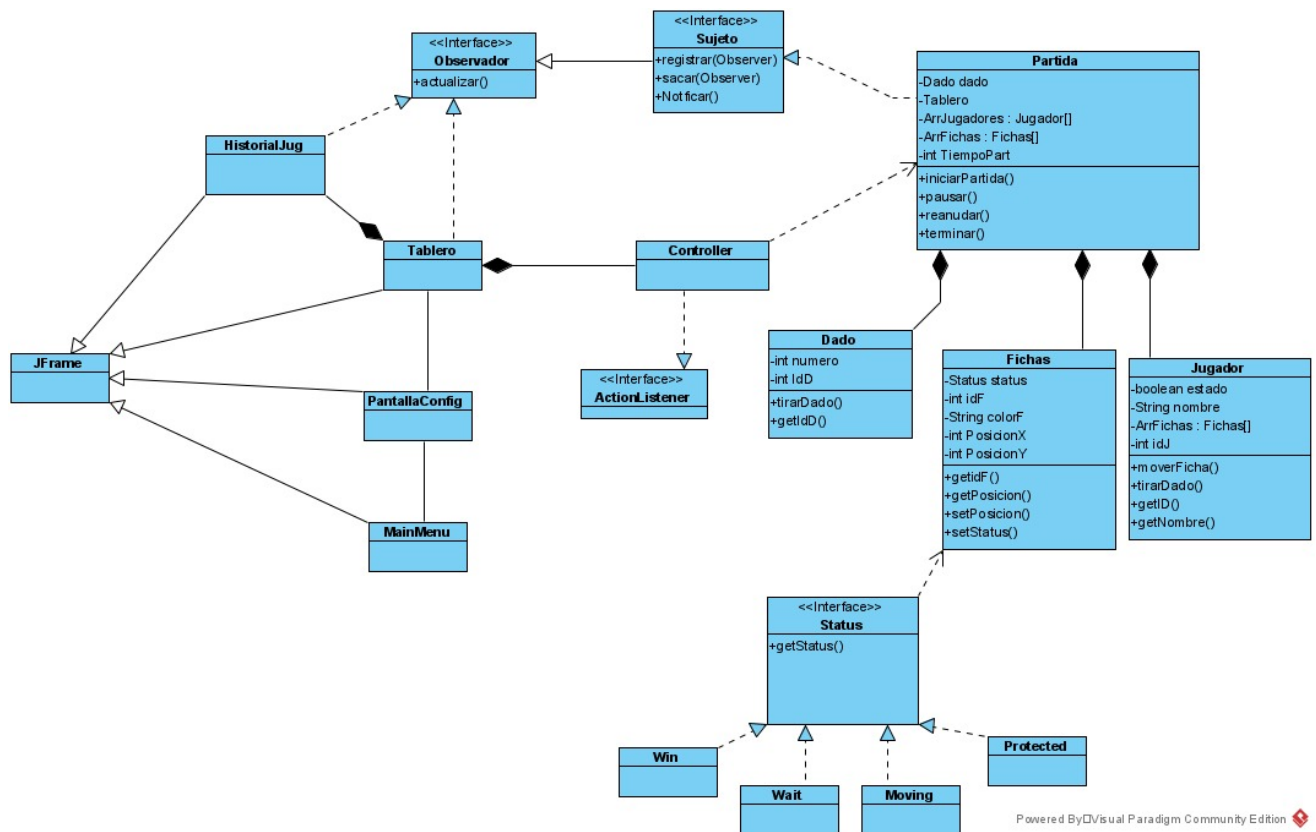 <<Interface>>
Observador
+actualizar()
<<Interface>>
Sujeto
+registrar(Observer)
+sacar(Observer)
+Notficar()
Partida
-Dado dado
-Tablero
-ArrJugadores : Jugador[]
-ArrFichas : Fichas[]
-int TiempoPart
+iniciarPartida()
+pausar()
+reanudar()
+terminar()
HistorialJug
Tablero
Controller
JFrame
<<Interface>>
ActionListener
PantallaConfig
MainMenu
Dado
-int numero
-int IdD
+tirarDado()
+getIdD()
Fichas
-Status status
-int idF
-String colorF
-int PosicionX
-int PosicionY
+getidF()
+getPosicion()
+setPosicion()
+setStatus()
Jugador
-boolean estado
-String nombre
-ArrFichas : Fichas[]
-int idJ
+moverFicha()
+tirarDado()
+getID()
+getNombre()
<<Interface>>
Status
+getStatus()
Win
Wait
Moving
Protected
Powered By□Visual Paradigm Community Edition